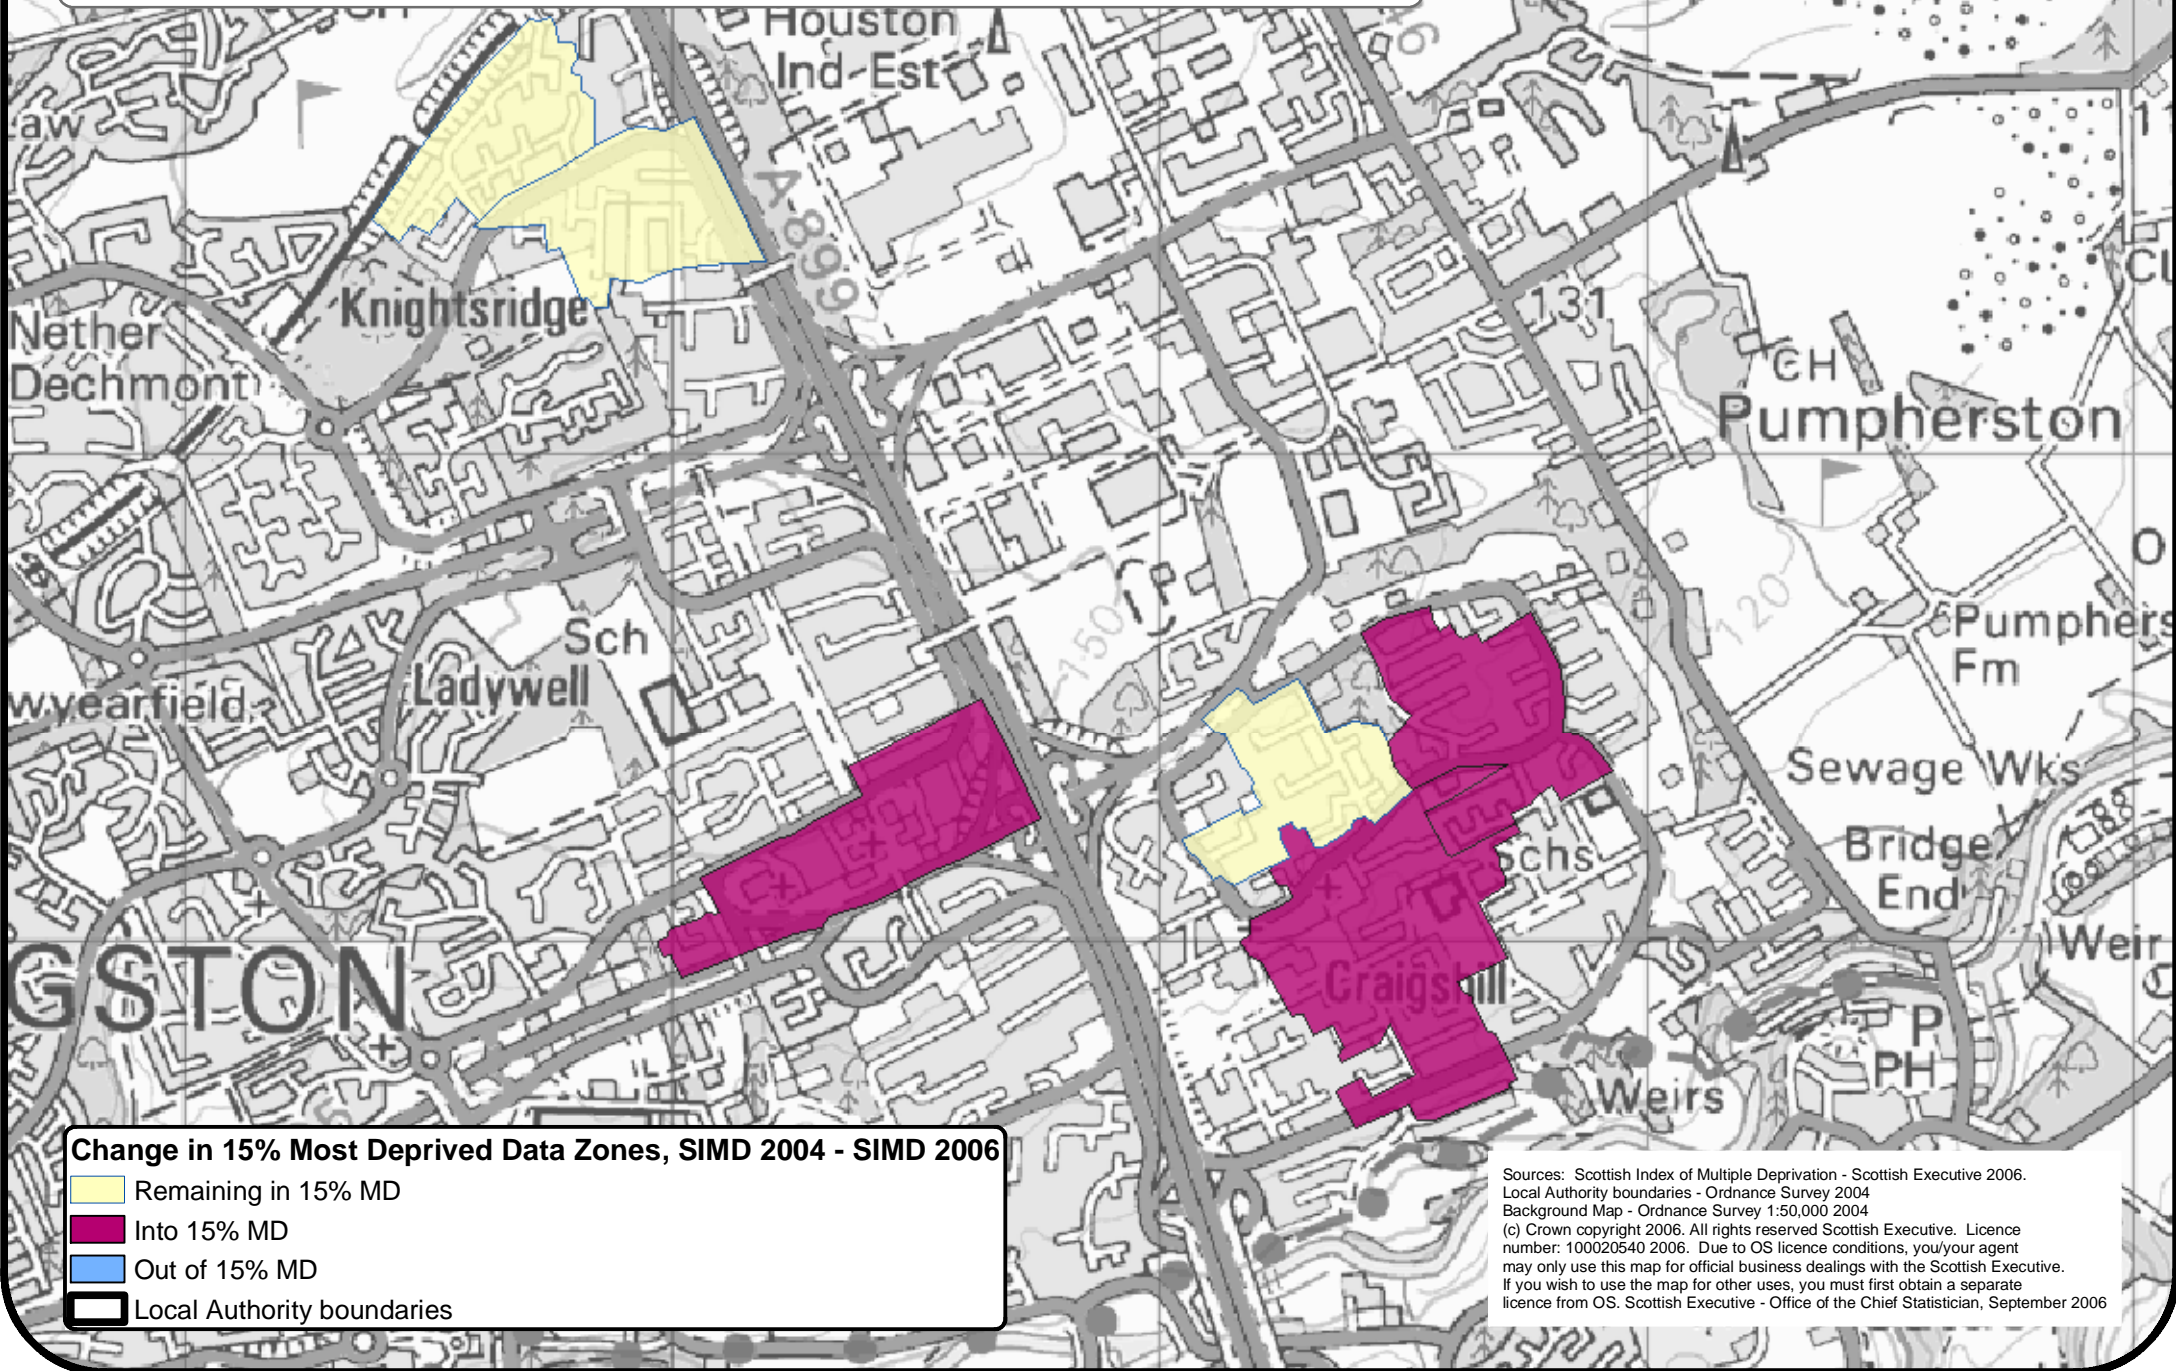 Houston
Ind-Est
A 899
Knightsridge
Nether
Dechmont
131
CH
Pumpherston
150
120
Sch
Ladywell
Pumphers
Fm
wyearfield
Sewage Wks
Schs
Bridge
End
Weir
GSTON
Craigshill
P
PH
Weirs
Change in 15% Most Deprived Data Zones, SIMD 2004 - SIMD 2006
Remaining in 15% MD
Into 15% MD
Out of 15% MD
Local Authority boundaries
Sources: Scottish Index of Multiple Deprivation - Scottish Executive 2006.
Local Authority boundaries - Ordnance Survey 2004
Background Map - Ordnance Survey 1:50,000 2004
(c) Crown copyright 2006. All rights reserved Scottish Executive. Licence
number: 100020540 2006. Due to OS licence conditions, you/your agent
may only use this map for official business dealings with the Scottish Executive.
If you wish to use the map for other uses, you must first obtain a separate
licence from OS. Scottish Executive - Office of the Chief Statistician, September 2006